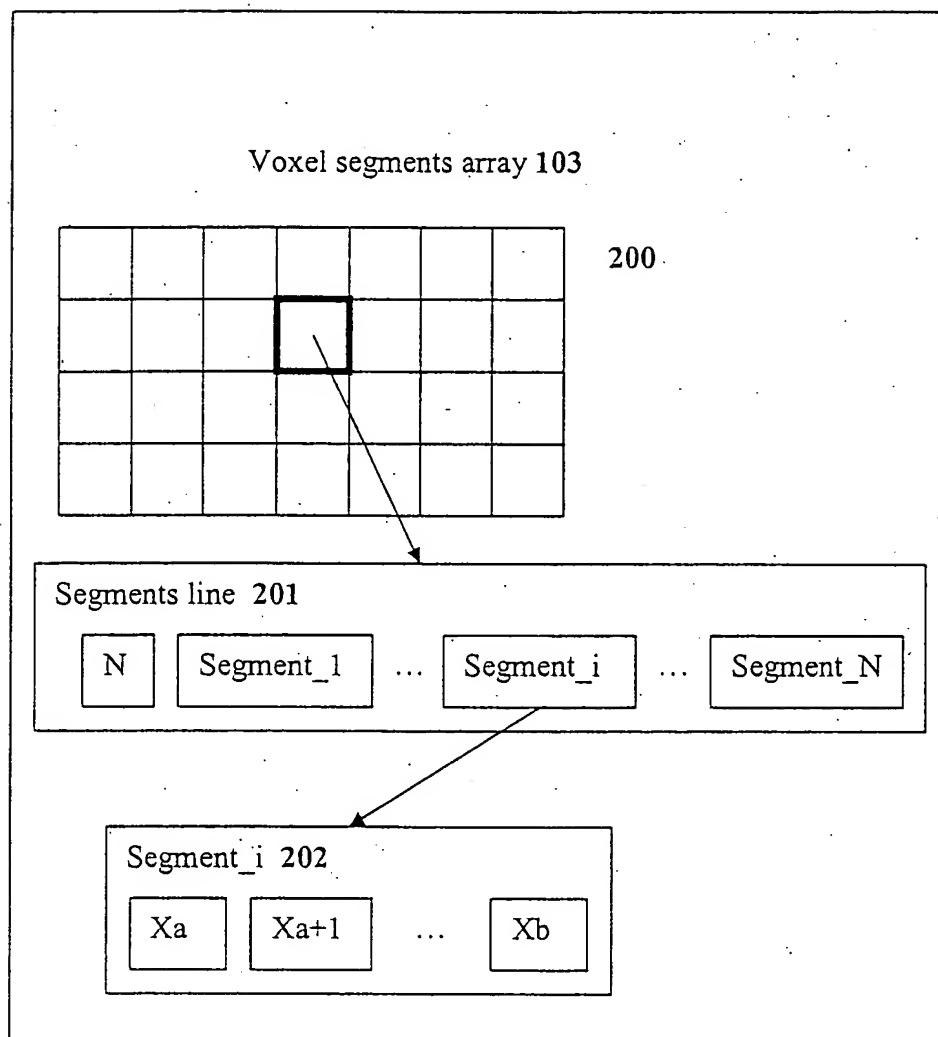 Voxel segments array 103
200
Segments line 201
N Segment_1 ... Segment_i ... Segment_N
Segment_i 202
Xa Xa+1 ... Xb